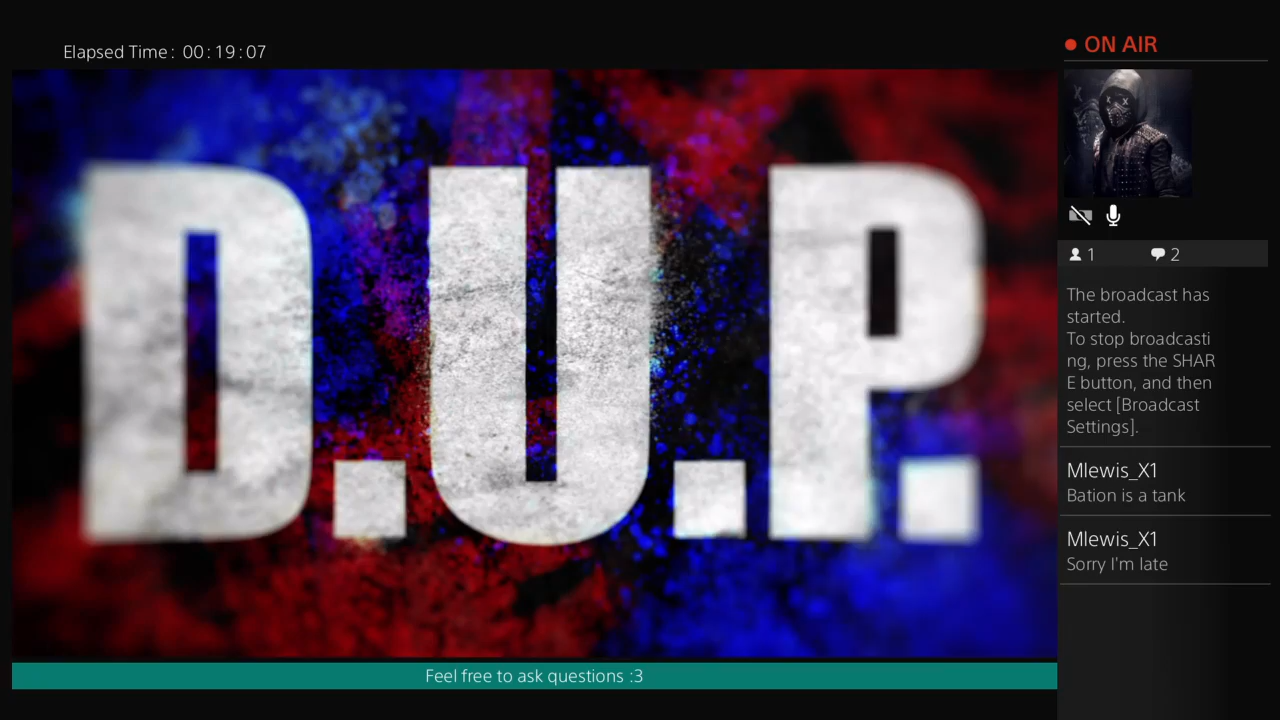 Elapsed Time: 00:19:07
ON AIR
D.U.P.
1
2
The broadcast has
started.
To stop broadcasti
ng, press the SHAR
E button, and then
select [Broadcast
Settings].
Mlewis_X1
Bation is a tank
Mlewis_X1
Sorry I'm late
Feel free to ask questions :3